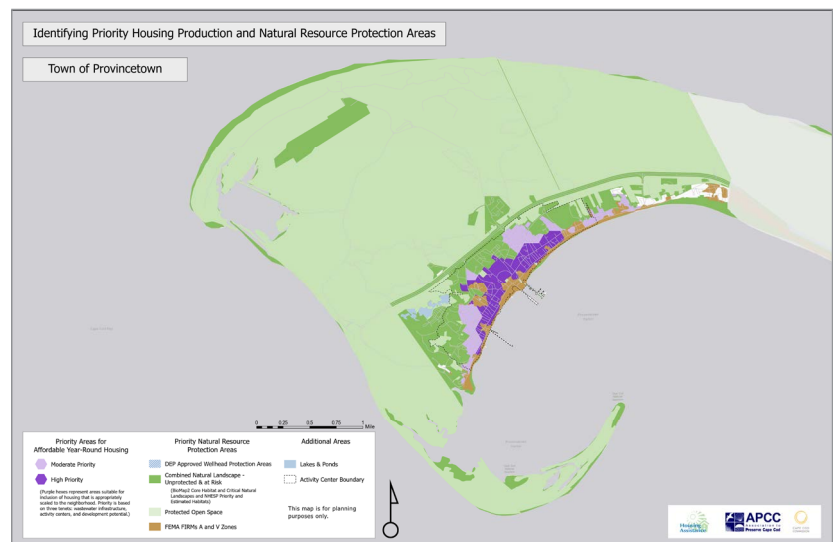 Identifying Priority Housing Production and Natural Resource Protection Areas
Town of Provincetown
0 0.25 0.5 0.75 1
Mile
Priority Areas for
Affordable Year-Round Housing
Moderate Priority
High Priority
(Purple hexes represent areas suitable for
inclusion of housing that is appropriately
scaled to the neighborhood. Priority is based
on three tenets: wastewater infrastructure,
activity centers, and development potential.)
Priority Natural Resource
Protection Areas
DEP Approved Wellhead Protection Areas
Combined Natural Landscape -
Unprotected & at Risk
(BioMap2 Core Habitat and Critical Natural
Landscapes and NHESP Priority and
Estimated Habitats)
Protected Open Space
FEMA FIRMs A and V Zones
Additional Areas
Lakes & Ponds
Activity Center Boundary
This map is for planning
purposes only.
Housing
Assistance
APCC
Association to
Preserve Cape Cod
CAPE COD
COMMISSION